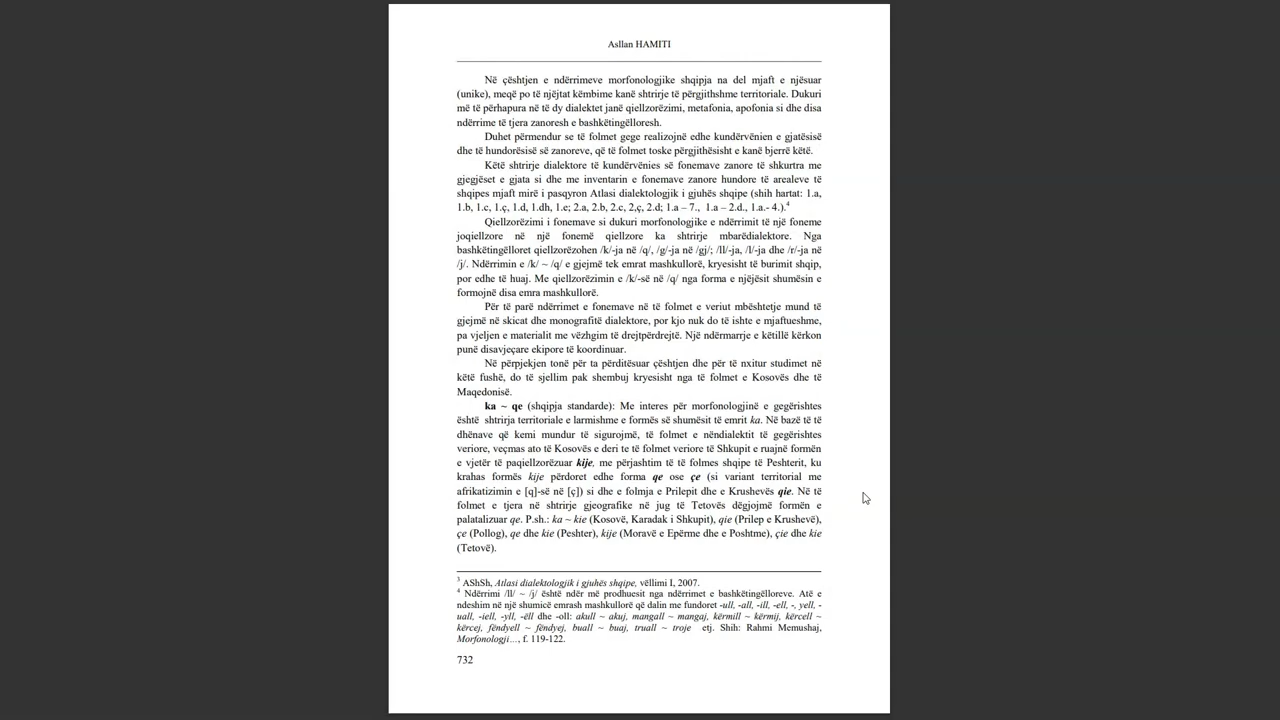 Asllan HAMITI
Në çështjen e ndërrimeve morfonologjike shqipja na del mjaft e njësuar
(unike), meqë po të njëjtat këmbime kanë shtrirje të përgjithshme territoriale. Dukuri
më të përhapura në të dy dialektet janë qiellzorëzimi, metafonia, apofonia si dhe disa
ndërrime të tjera zanoresh e bashkëtingëlloresh.
Duhet përmendur se të folmet gege realizojnë edhe kundërvënien e gjatësisë
dhe të hundorësisë së zanoreve, që të folmet toske përgjithësisht e kanë bjerrë këtë.
Këtë shtrirje dialektore të kundërvënies së fonemave zanore të shkurtra me
gjegjëset e gjata si dhe me inventarin e fonemave zanore hundore të arealeve të
shqipes mjaft mirë i pasqyron Atlasi dialektologjik i gjuhës shqipe (shih hartat: 1.a,
1.b, 1.c, 1.ç, 1.d, 1.dh, 1.e; 2.a, 2.b, 2.c, 2,ç, 2.d; 1.a – 7., 1.a – 2.d., 1.a.- 4.).4
Qiellzorëzimi i fonemave si dukuri morfonologjike e ndërrimit të një foneme
joqiellzore në një fonemë qiellzore ka shtrirje mbarëdialektore. Nga
bashkëtingëlloret qiellzorëzohen /k/-ja në /q/, /g/-ja në /gj/; /ll/-ja, /l/-ja dhe /r/-ja në
/j/. Ndërrimin e /k/ ~ /q/ e gjejmë tek emrat mashkullorë, kryesisht të burimit shqip,
por edhe të huaj. Me qiellzorëzimin e /k/-së në /q/ nga forma e njëjësit shumësin e
formojnë disa emra mashkullorë.
Për të parë ndërrimet e fonemave në të folmet e veriut mbështetje mund të
gjejmë në skicat dhe monografitë dialektore, por kjo nuk do të ishte e mjaftueshme,
pa vjeljen e materialit me vëzhgim të drejtpërdrejtë. Një ndërmarrje e këtillë kërkon
punë disavjeçare ekipore të koordinuar.
Në përpjekjen tonë për ta përditësuar çështjen dhe për të nxitur studimet në
këtë fushë, do të sjellim pak shembuj kryesisht nga të folmet e Kosovës dhe të
Maqedonisë.
ka ~ qe (shqipja standarde): Me interes për morfonologjinë e gegërishtes
është shtrirja territoriale e larmishme e formës së shumësit të emrit ka. Në bazë të të
dhënave që kemi mundur të sigurojmë, të folmet e nëndialektit të gegërishtes
veriore, veçmas ato të Kosovës e deri te të folmet veriore të Shkupit e ruajnë formën
e vjetër të paqiellzorëzuar kije, me përjashtim të të folmes shqipe të Peshterit, ku
krahas formës kije përdoret edhe forma qe ose çe (si variant territorial me
afrikatizimin e [q]-së në [ç]) si dhe e folmja e Prilepit dhe e Krushevës qie. Në të
folmet e tjera në shtrirje gjeografike në jug të Tetovës dëgjojmë formën e
palatalizuar qe. P.sh.: ka ~ kie (Kosovë, Karadak i Shkupit), qie (Prilep e Krushevë),
çe (Pollog), qe dhe kie (Peshter), kije (Moravë e Epërme dhe e Poshtme), çie dhe kie
(Tetovë).
3 AShSh, Atlasi dialektologjik i gjuhës shqipe, vëllimi I, 2007.
4 Ndërrimi /ll/ ~ /j/ është ndër më prodhuesit nga ndërrimet e bashkëtingëlloreve. Atë e
ndeshim në një shumicë emrash mashkullorë që dalin me fundoret -ull, -all, -ill, -ell, -, yell, -
uall, -iell, -yll, -ëll dhe -oll: akull ~ akuj, mangall ~ mangaj, kërmill ~ kërmij, kërcell ~
kërcej, fëndyell ~ fëndyej, buall ~ buaj, truall ~ troje etj. Shih: Rahmi Memushaj,
Morfonologji…, f. 119-122.
732